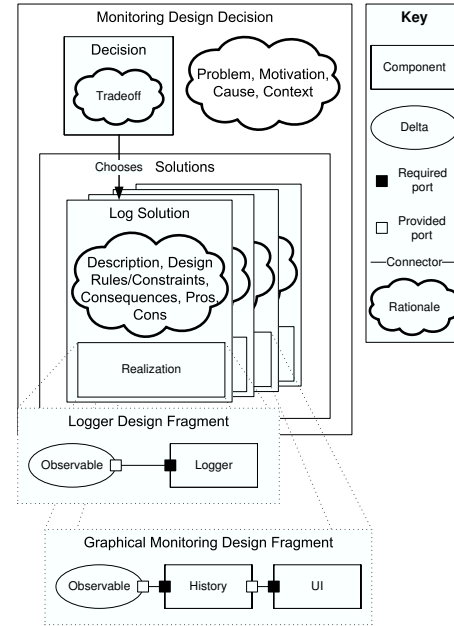 Monitoring Design Decision
Decision
Tradeoff
Problem, Motivation,
Cause, Context
Chooses
Solutions
Log Solution
Description, Design
Rules/Constraints,
Consequences, Pros,
Cons
Realization
Logger Design Fragment
Observable
Logger
Graphical Monitoring Design Fragment
Observable
History
UI
Key
Component
Delta
Required
port
Provided
port
Connector
Rationale